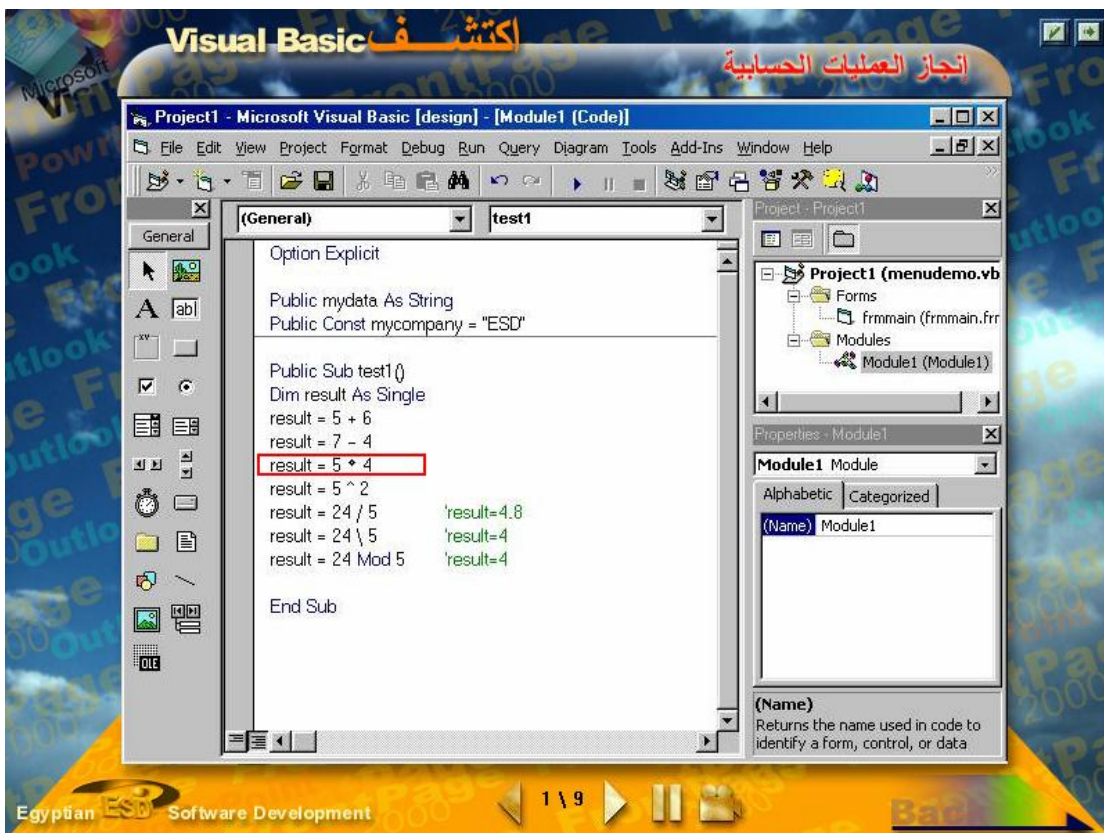 اكتشف Visual Basic
انجاز العمليات الحسابية
Project1 - Microsoft Visual Basic [design] - [Module1 (Code)]
File Edit View Project Format Debug Run Query Diagram Tools Add-Ins Window Help
General
(General) test1
Option Explicit
Public mydata As String
Public Const mycompany = "ESD"
Public Sub test1()
Dim result As Single
result = 5 + 6
result = 7 - 4
result = 5 * 4
result = 5 ^ 2
result = 24 / 5 'result=4.8
result = 24 \ 5 'result=4
result = 24 Mod 5 'result=4
End Sub
Project - Project1
Project1 (menudemo.vb
Forms
frmmain (frmmain.frr
Modules
Module1 (Module1)
Properties - Module1
Module1 Module
Alphabetic Categorized
(Name) Module1
(Name)
Returns the name used in code to
identify a form, control, or data
A ab|
XY
OLE
Egyptian ESD Software Development
1 \ 9
Back